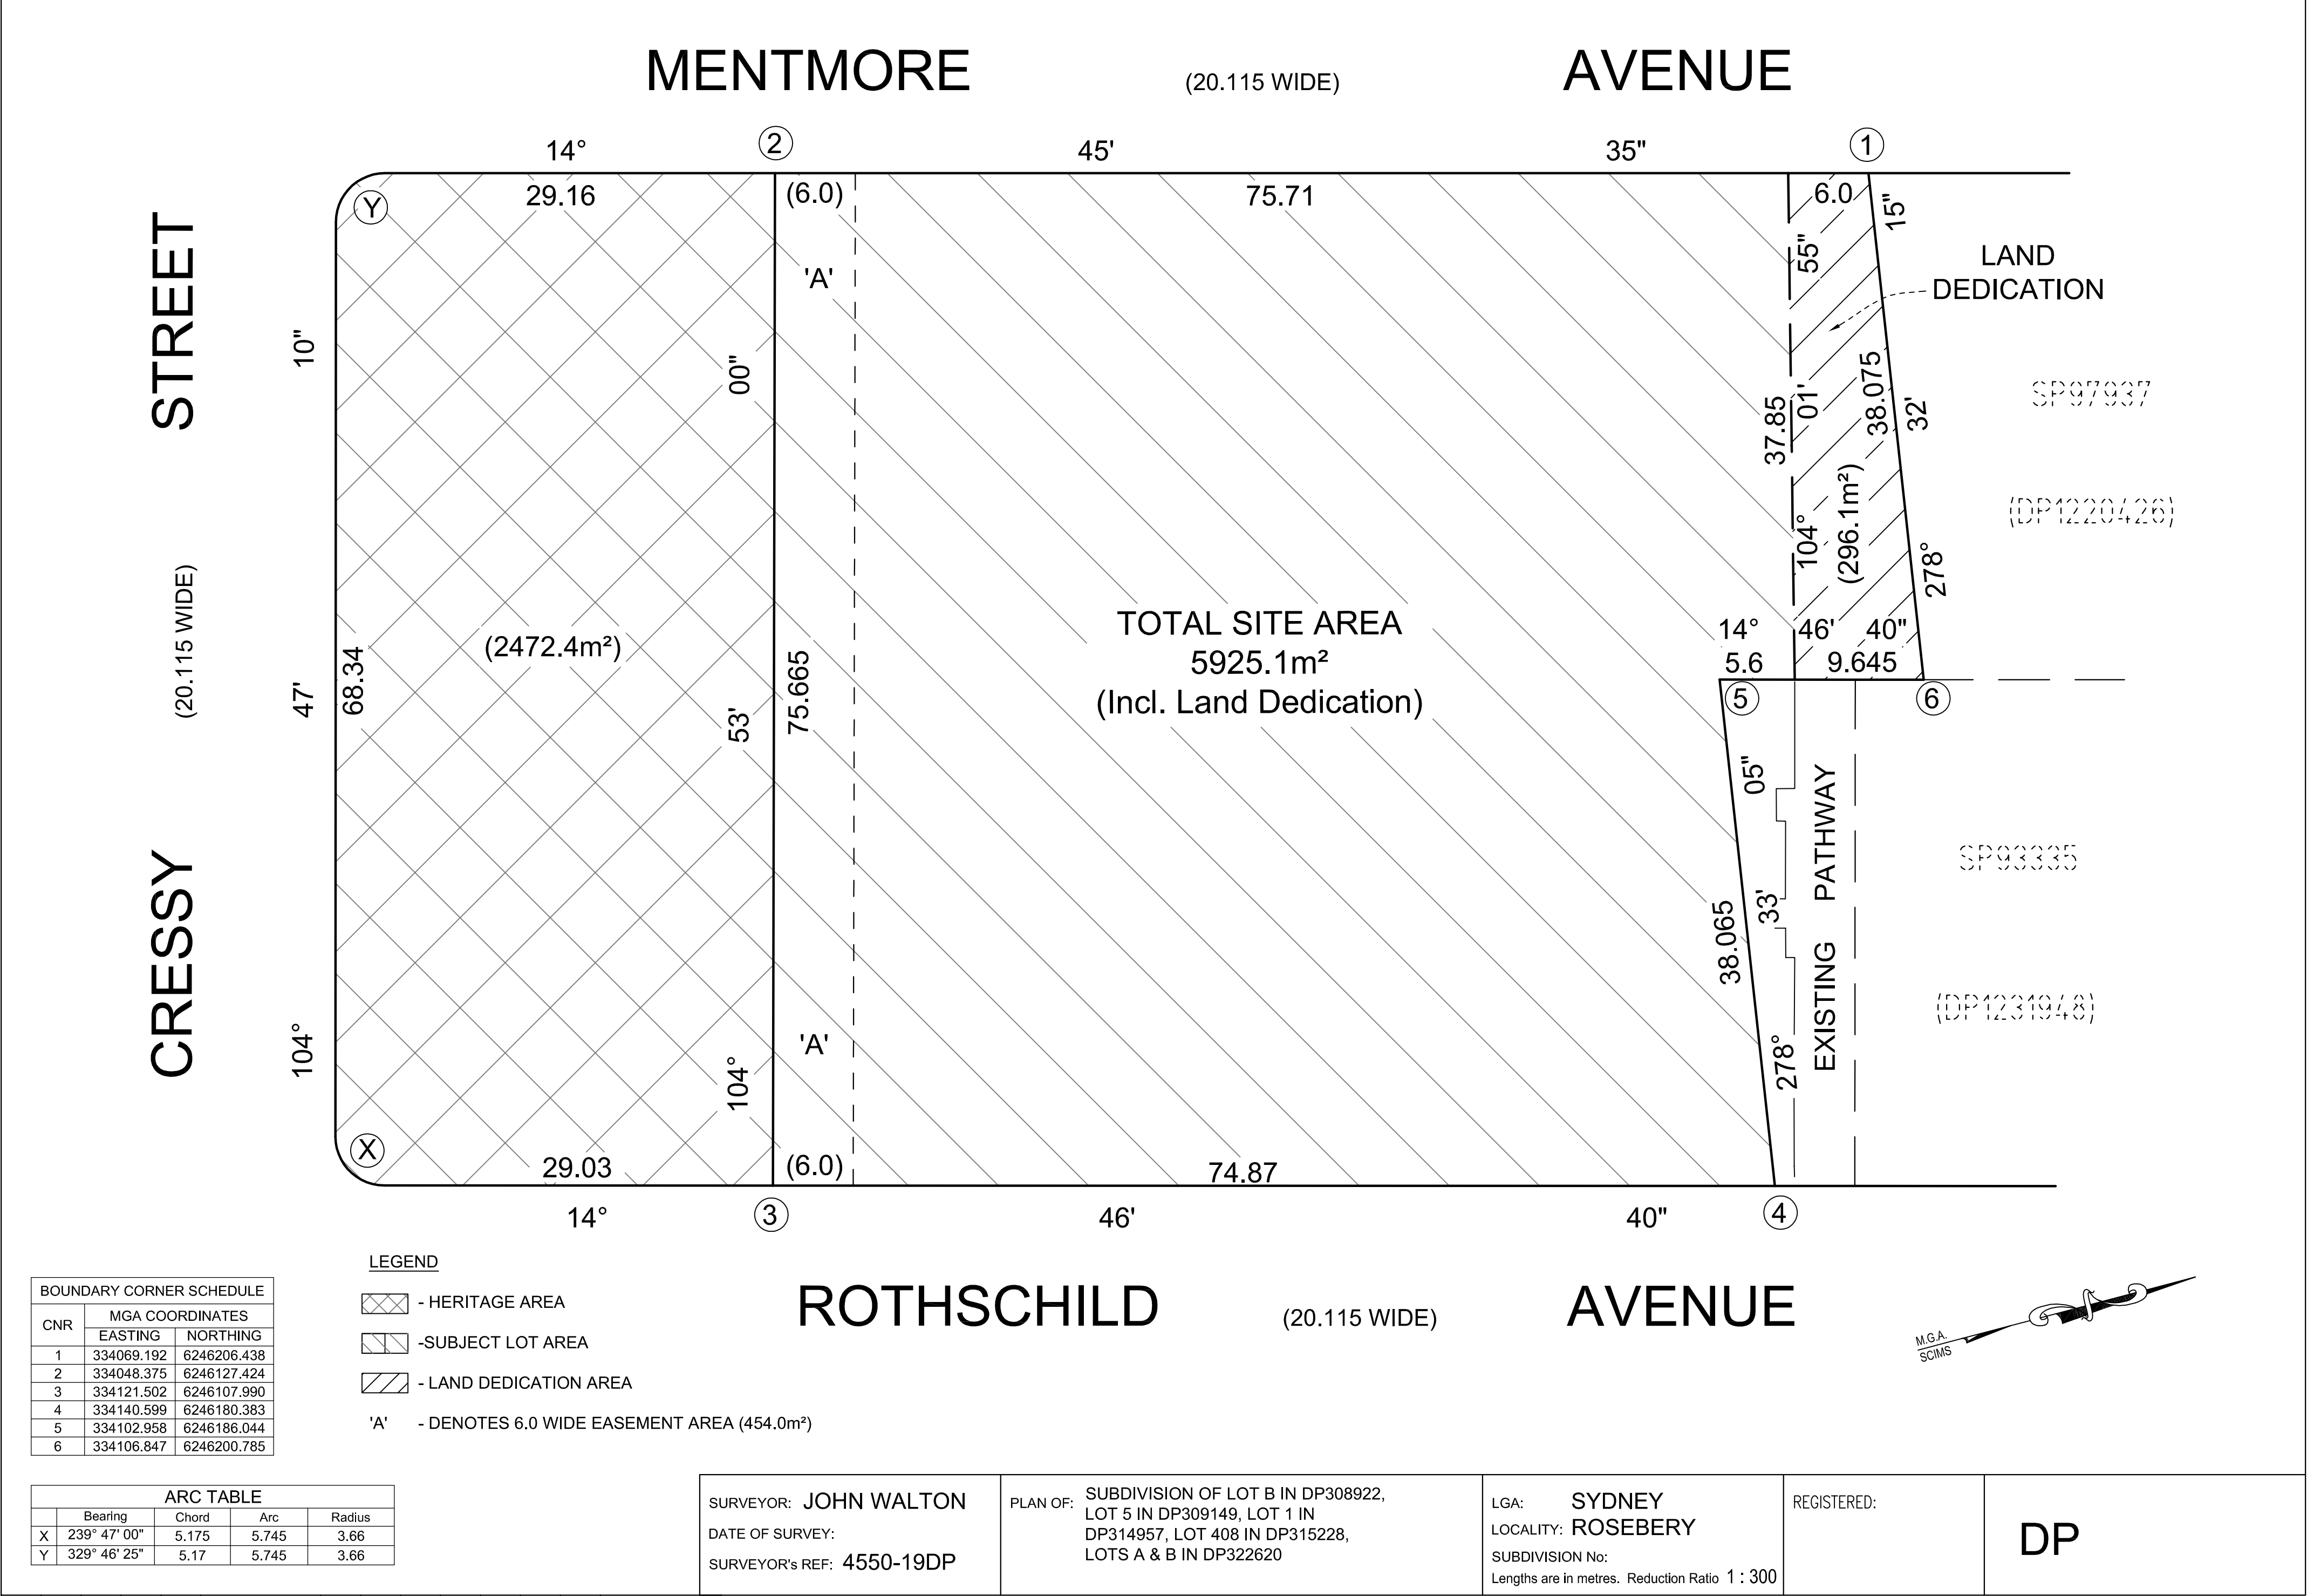 MENTMORE (20.115 WIDE) AVENUE
14° 2 45' 35" 1
Y 29.16 (6.0) 75.71 6.0 15"
STREET
(20.115 WIDE)
CRESSY
10"
47'
104°
68.34
(2472.4m²)
00"
53'
104°
75.665
'A'
'A'
TOTAL SITE AREA
5925.1m²
(Incl. Land Dedication)
55"
01'
104°
37.85
38.075
(296.1m²)
32'
278°
LAND
DEDICATION
SP97937
(DP1220426)
14° 46' 40"
5.6 9.645
5 6
05"
33'
278°
38.065
EXISTING PATHWAY
SP93335
(DP1231948)
X 29.03 (6.0) 74.87
14° 3 46' 40" 4
ROTHSCHILD (20.115 WIDE) AVENUE
M.G.A.
SCIMS
LEGEND
- HERITAGE AREA
-SUBJECT LOT AREA
- LAND DEDICATION AREA
'A' - DENOTES 6.0 WIDE EASEMENT AREA (454.0m²)
BOUNDARY CORNER SCHEDULE
CNR MGA COORDINATES
EASTING NORTHING
1 334069.192 6246206.438
2 334048.375 6246127.424
3 334121.502 6246107.990
4 334140.599 6246180.383
5 334102.958 6246186.044
6 334106.847 6246200.785
ARC TABLE
Bearing Chord Arc Radius
X 239° 47' 00" 5.175 5.745 3.66
Y 329° 46' 25" 5.17 5.745 3.66
SURVEYOR: JOHN WALTON
DATE OF SURVEY:
SURVEYOR's REF: 4550-19DP
PLAN OF: SUBDIVISION OF LOT B IN DP308922,
LOT 5 IN DP309149, LOT 1 IN
DP314957, LOT 408 IN DP315228,
LOTS A & B IN DP322620
LGA: SYDNEY
LOCALITY: ROSEBERY
SUBDIVISION No:
Lengths are in metres. Reduction Ratio 1 : 300
REGISTERED:
DP